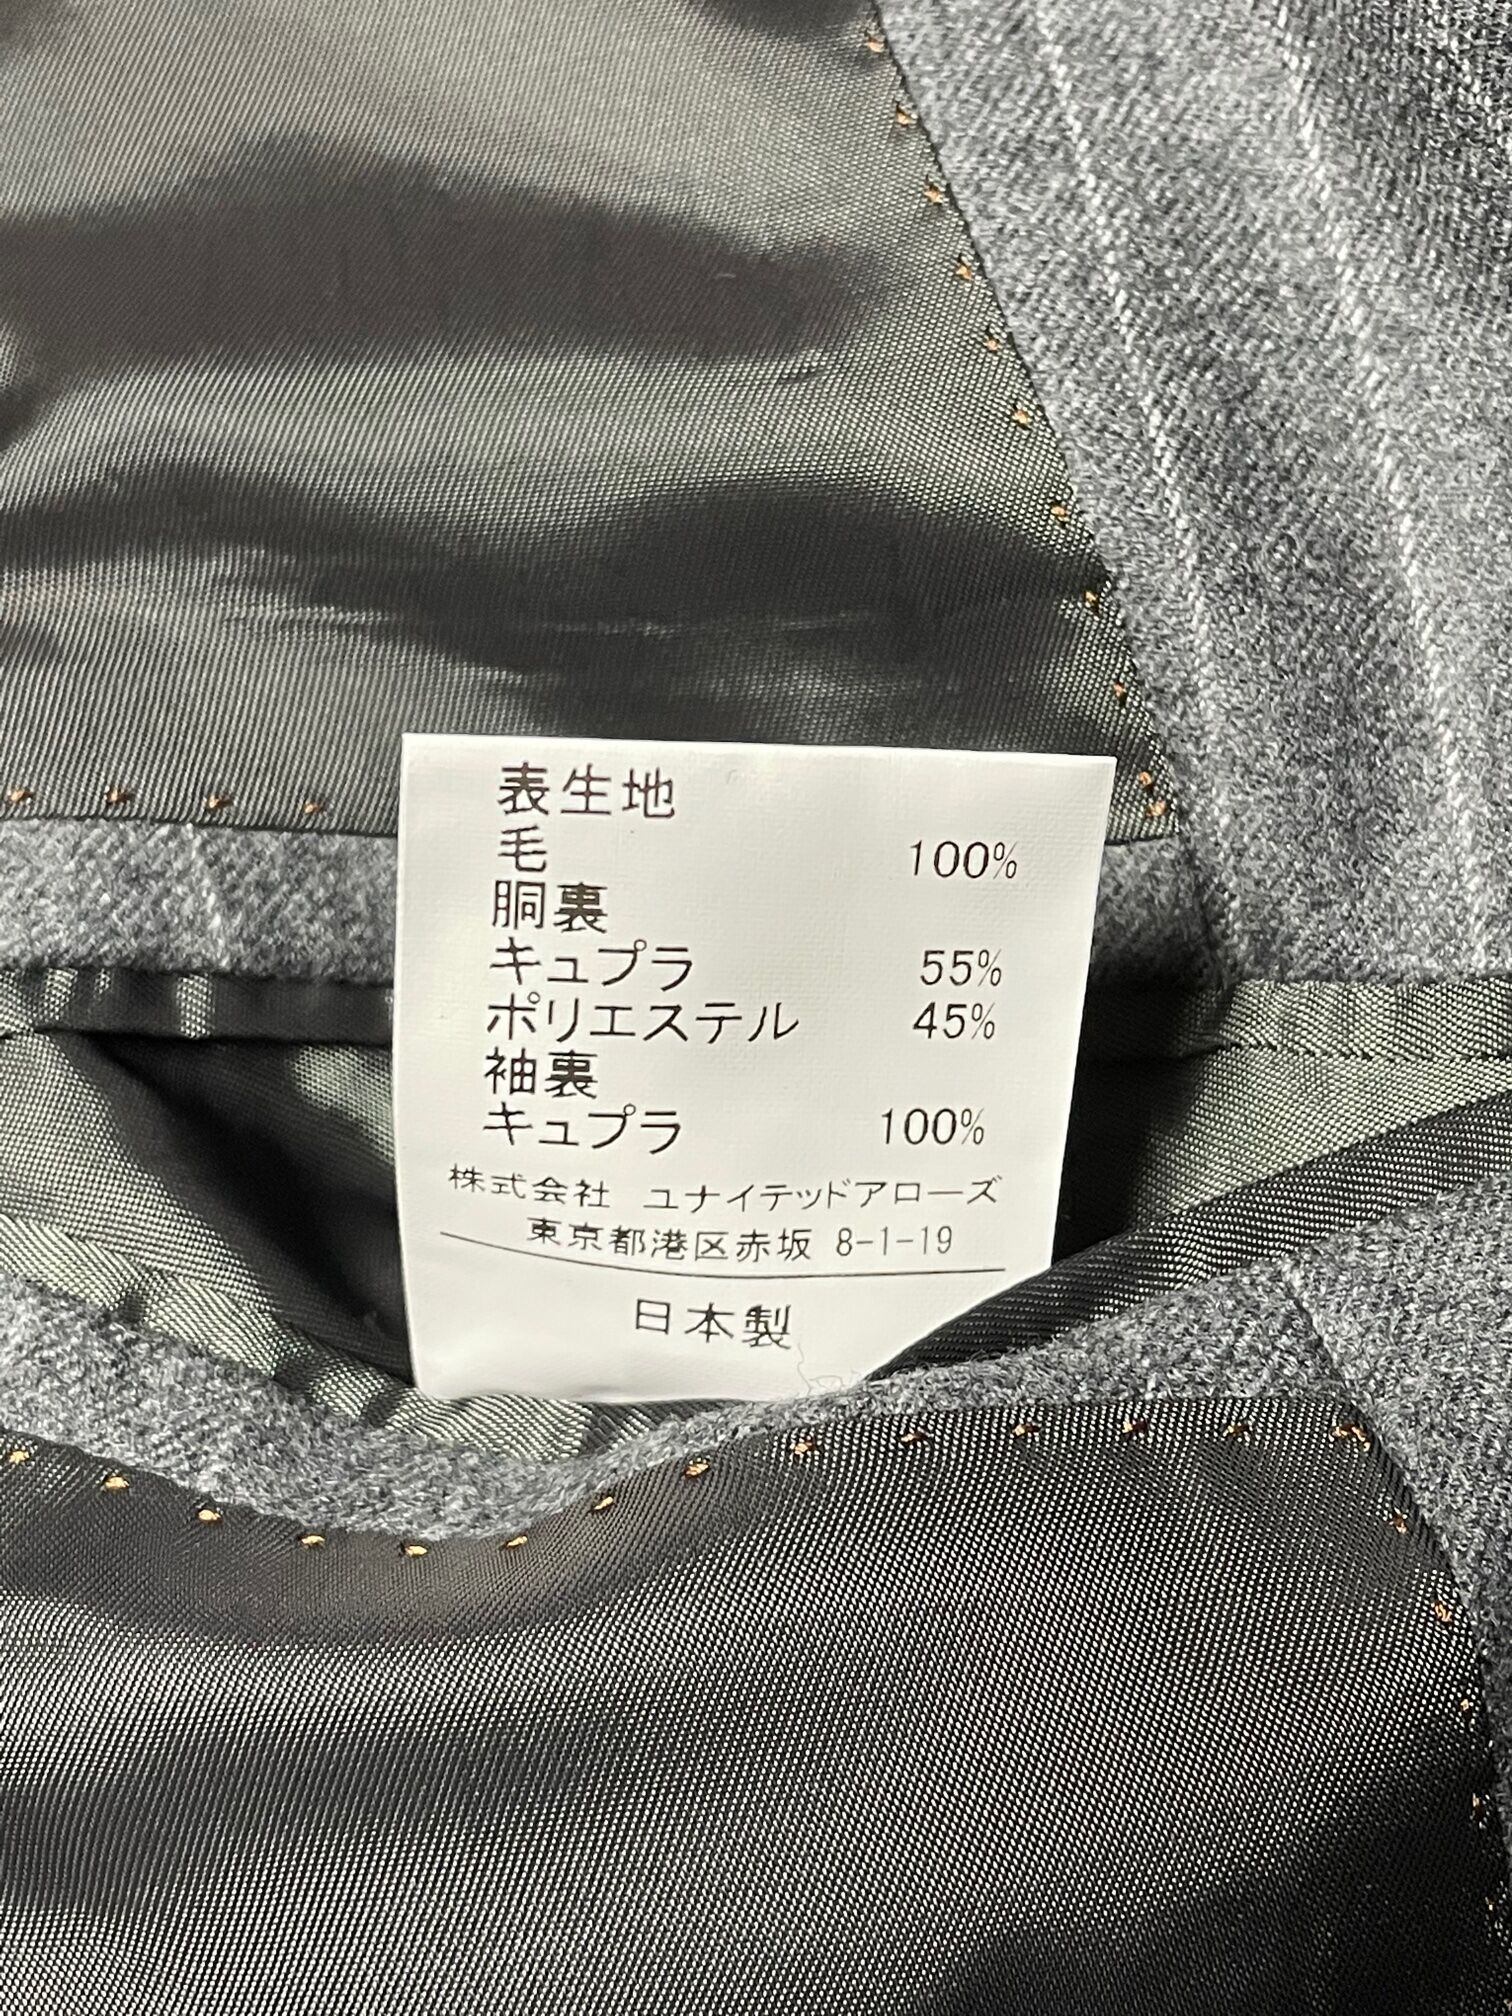 表生地
毛 100%
胴裏
キュプラ 55%
ポリエステル 45%
袖裏
キュプラ 100%
株式会社 ユナイテッドアローズ
東京都港区赤坂 8-1-19
日本製